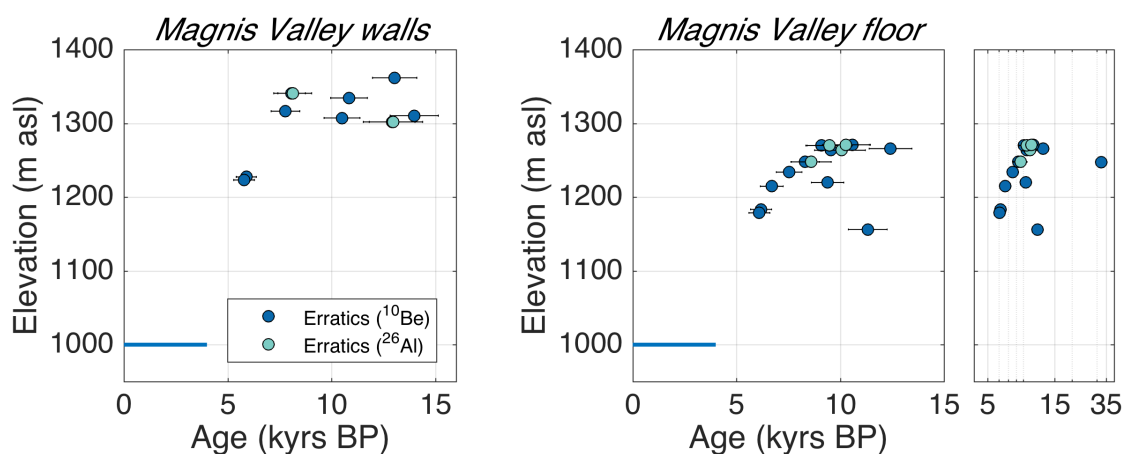 Magnis Valley walls
1400
1300
1200
1100
1000
Elevation (m asl)
Erratics (¹⁰Be)
Erratics (²⁶Al)
0 5 10 15
Age (kyrs BP)
Magnis Valley floor
1400
1300
1200
1100
1000
Elevation (m asl)
0 5 10 15
Age (kyrs BP)
5 15 35